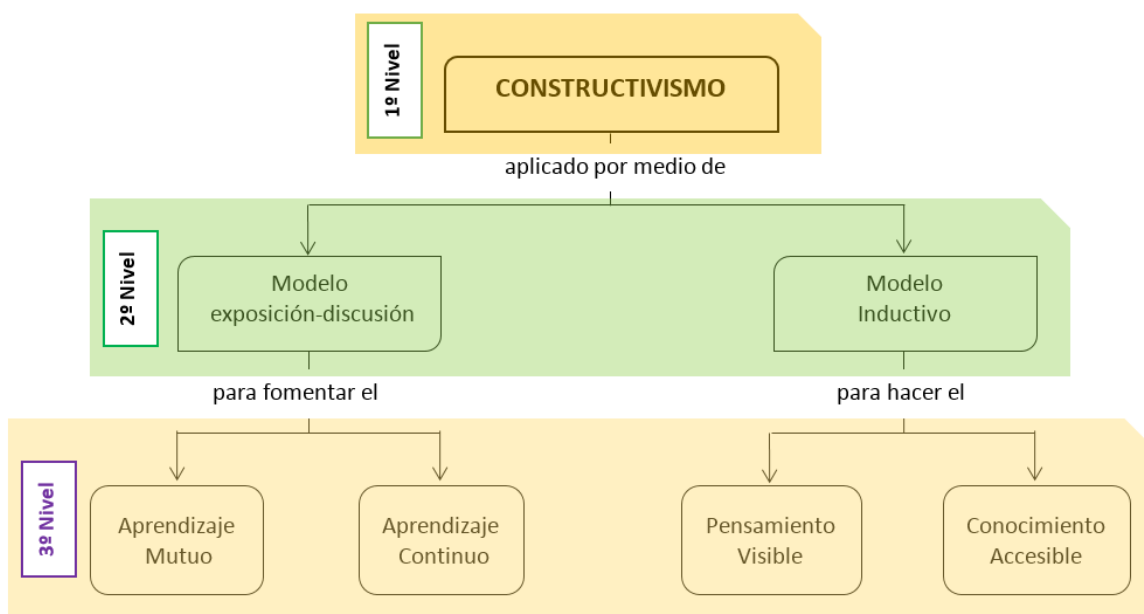 1º Nivel
CONSTRUCTIVISMO
aplicado por medio de
2º Nivel
Modelo
exposición-discusión
Modelo
Inductivo
para fomentar el
para hacer el
3º Nivel
Aprendizaje
Mutuo
Aprendizaje
Continuo
Pensamiento
Visible
Conocimiento
Accesible